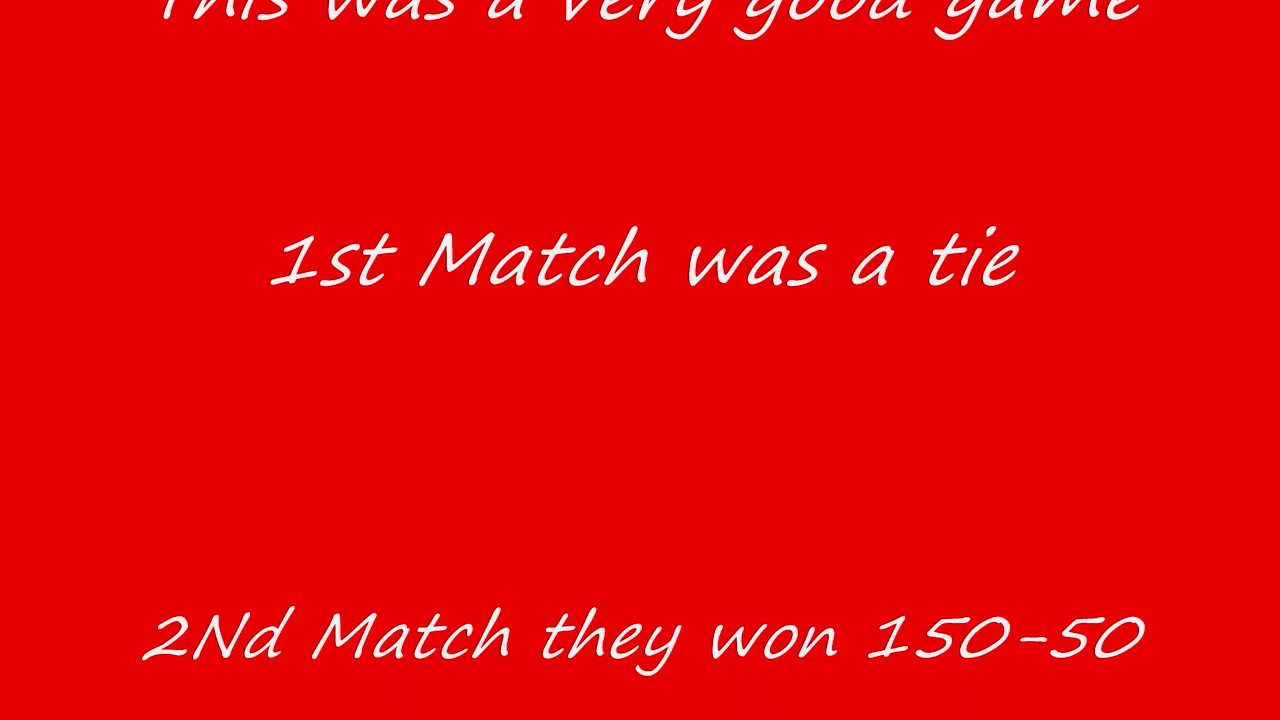 This was a very good game
1st Match was a tie
2Nd Match they won 150-50